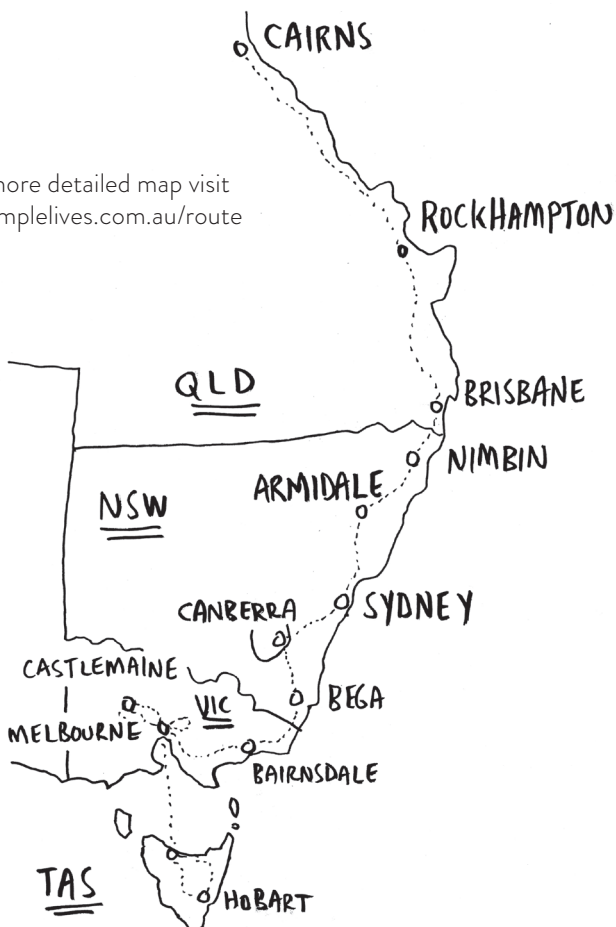 CAIRNS
more detailed map visit
mplelives.com.au/route
ROCKHAMPTON
QLD
BRISBANE
NIMBIN
ARMIDALE
NSW
SYDNEY
CANBERRA
CASTLEMAINE
VIC
BEGA
MELBOURNE
BAIRNSDALE
TAS
HOBART